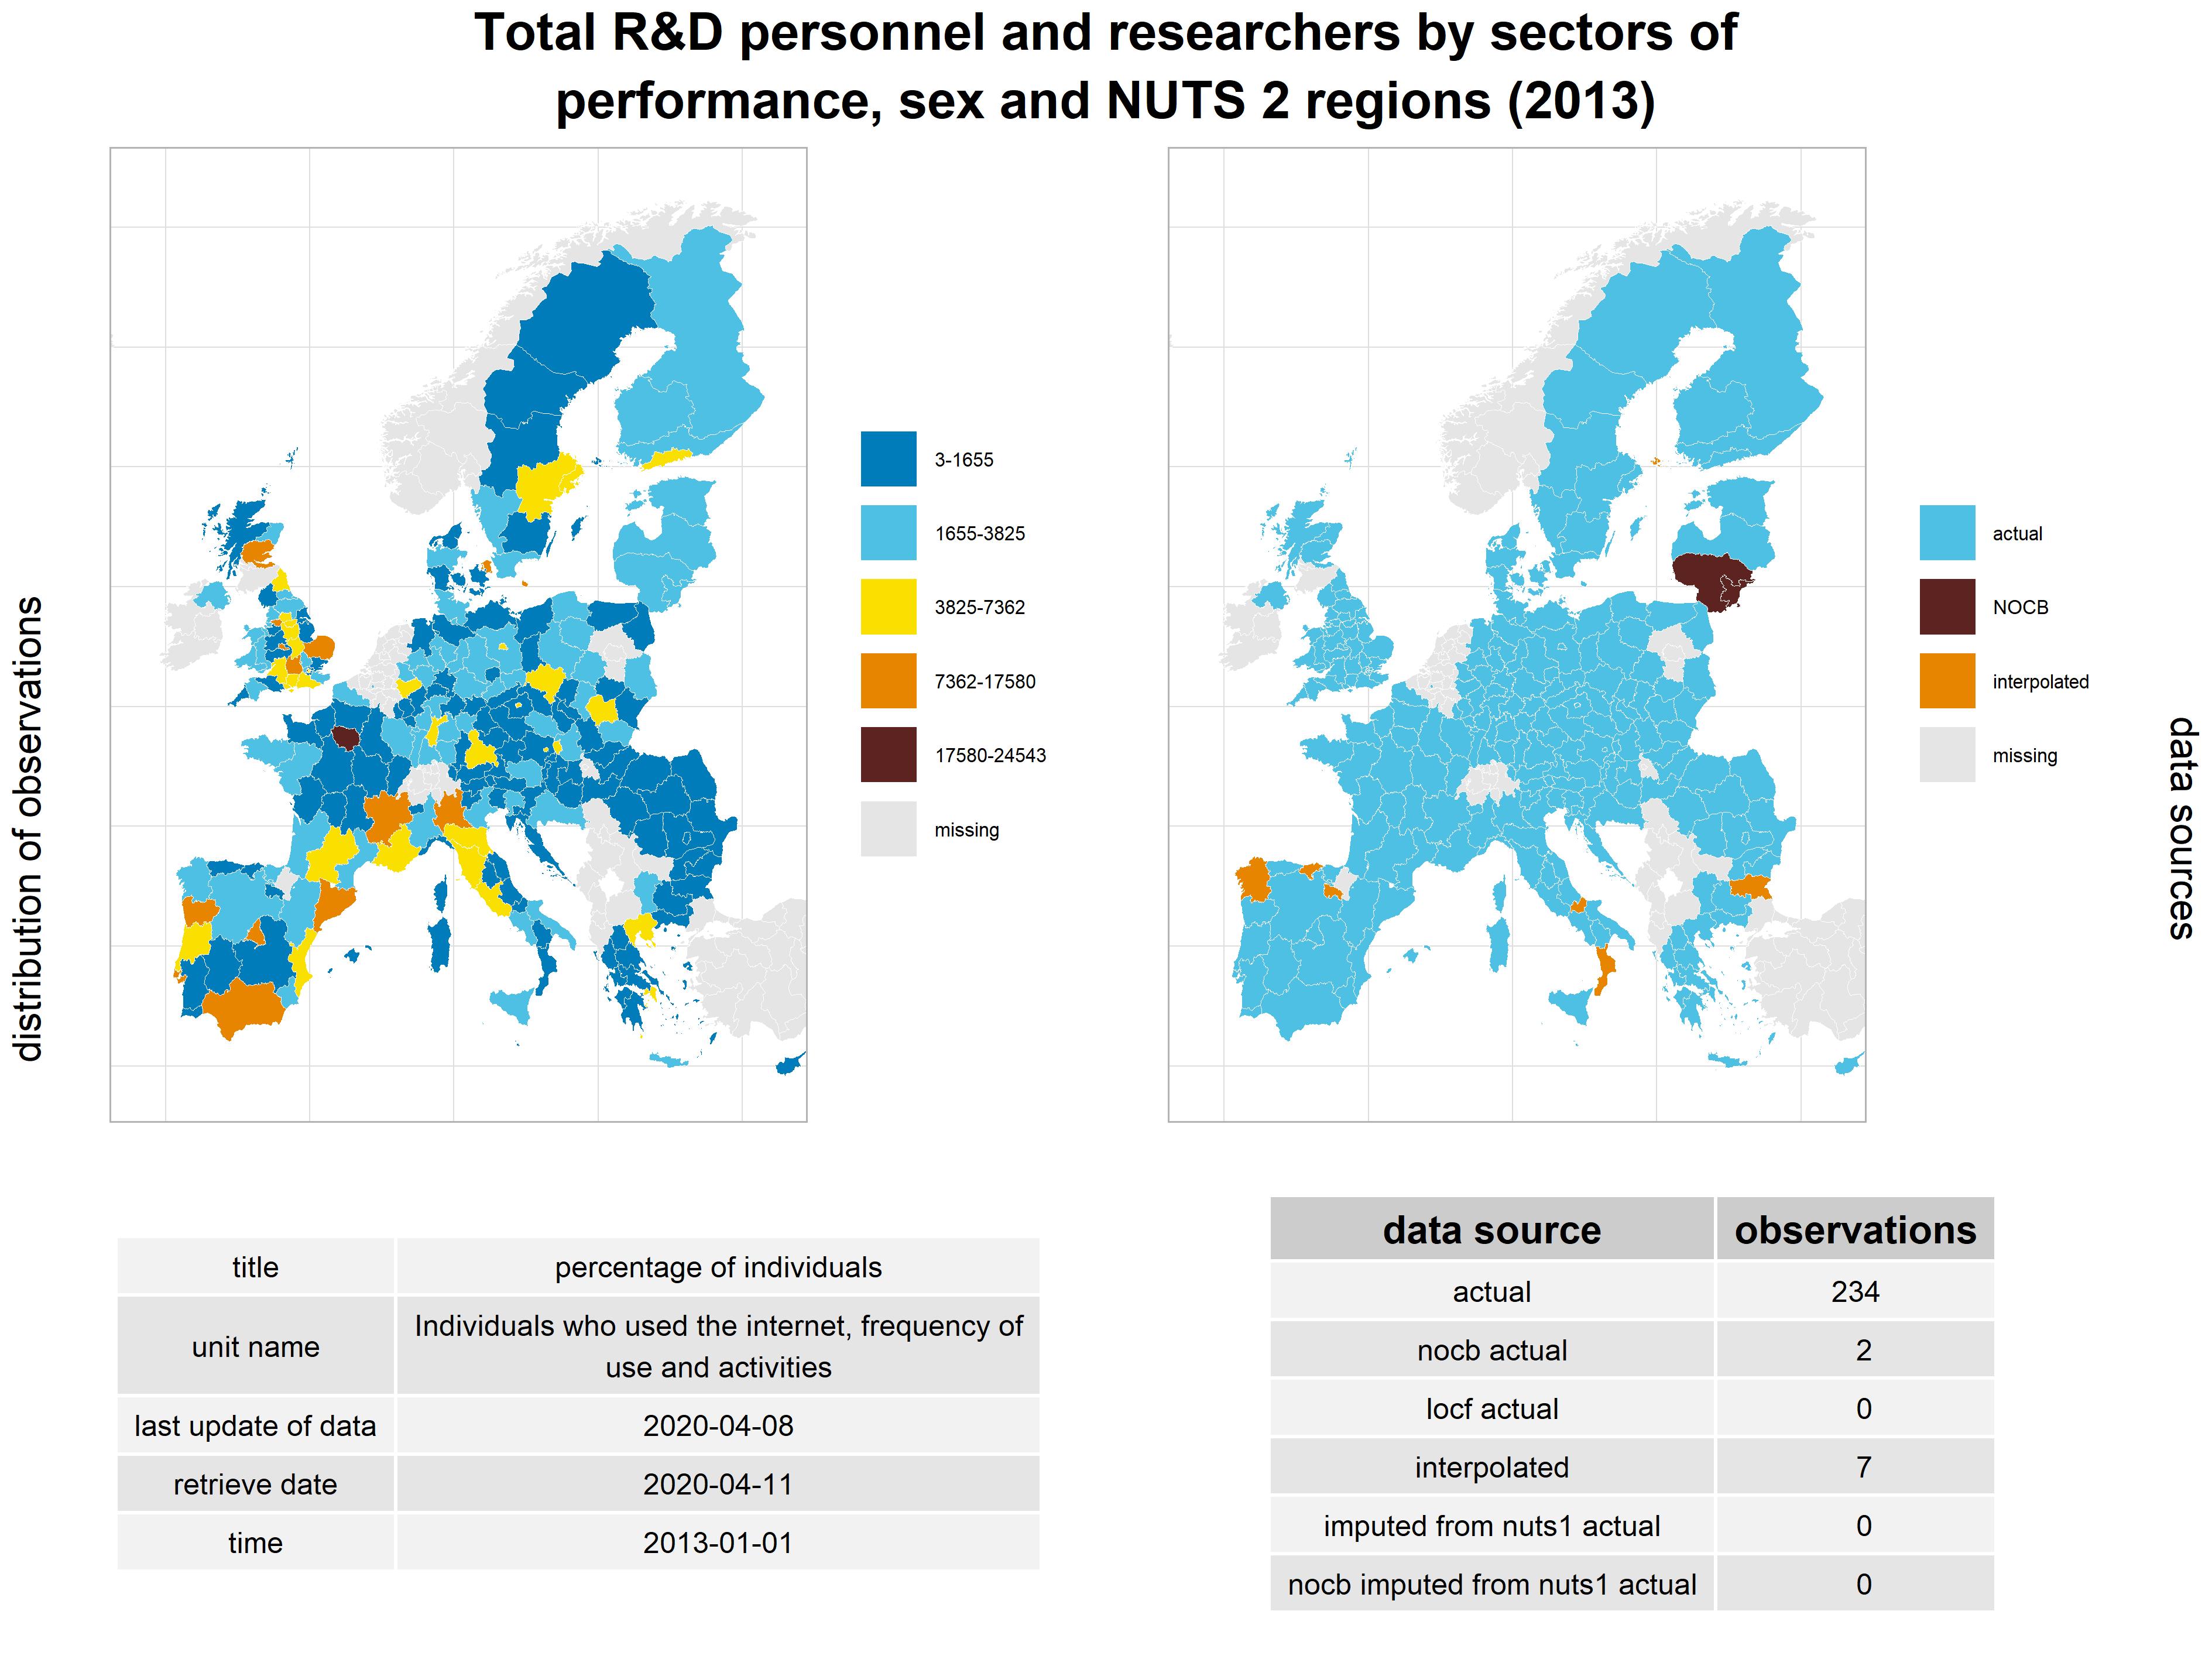 Total R&D personnel and researchers by sectors of
performance, sex and NUTS 2 regions (2013)
distribution of observations
3-1655
1655-3825
3825-7362
7362-17580
17580-24543
missing
actual
NOCB
interpolated
missing
data sources
title percentage of individuals
unit name Individuals who used the internet, frequency of
use and activities
last update of data 2020-04-08
retrieve date 2020-04-11
time 2013-01-01
data source observations
actual 234
nocb actual 2
locf actual 0
interpolated 7
imputed from nuts1 actual 0
nocb imputed from nuts1 actual 0